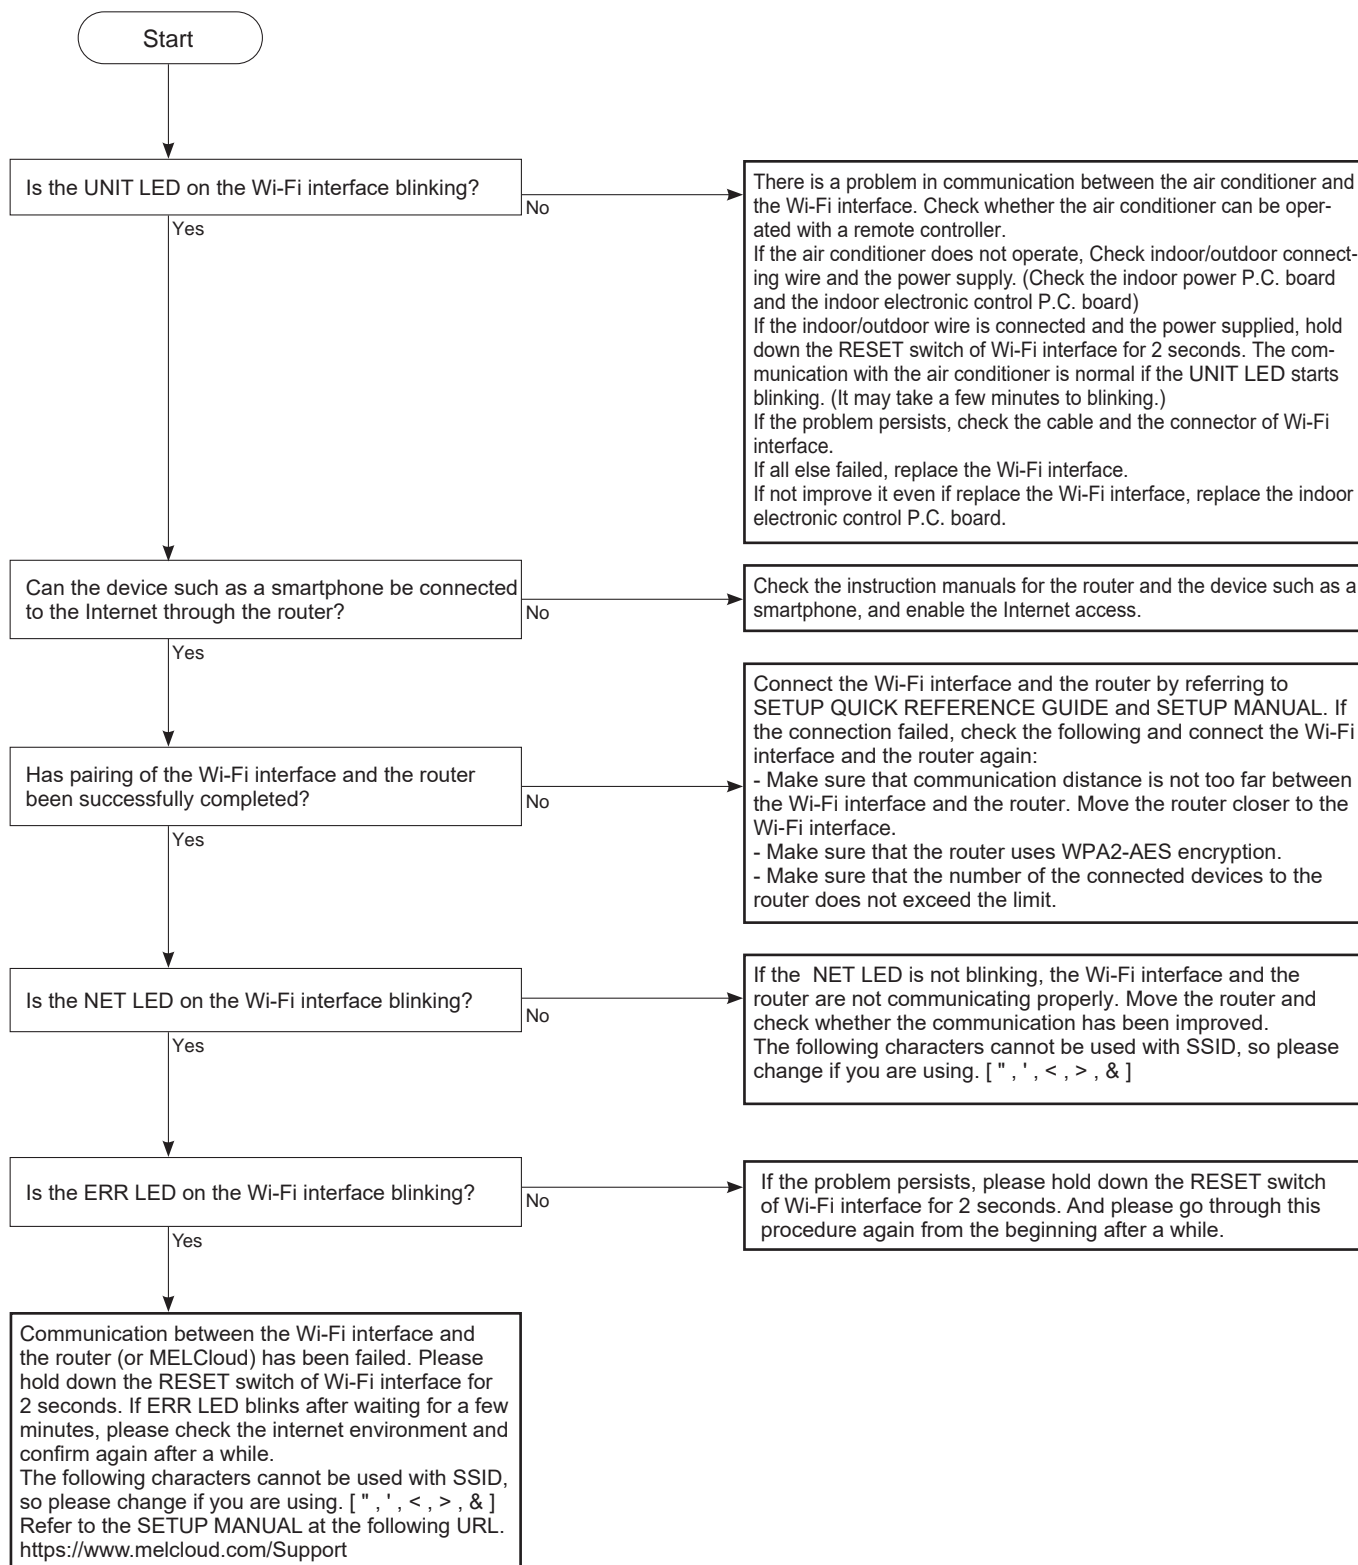 Start
Is the UNIT LED on the Wi-Fi interface blinking?
No
Yes
There is a problem in communication between the air conditioner and
the Wi-Fi interface. Check whether the air conditioner can be oper-
ated with a remote controller.
If the air conditioner does not operate, Check indoor/outdoor connect-
ing wire and the power supply. (Check the indoor power P.C. board
and the indoor electronic control P.C. board)
If the indoor/outdoor wire is connected and the power supplied, hold
down the RESET switch of Wi-Fi interface for 2 seconds. The com-
munication with the air conditioner is normal if the UNIT LED starts
blinking. (It may take a few minutes to blinking.)
If the problem persists, check the cable and the connector of Wi-Fi
interface.
If all else failed, replace the Wi-Fi interface.
If not improve it even if replace the Wi-Fi interface, replace the indoor
electronic control P.C. board.
Can the device such as a smartphone be connected
to the Internet through the router?
No
Yes
Check the instruction manuals for the router and the device such as a
smartphone, and enable the Internet access.
Has pairing of the Wi-Fi interface and the router
been successfully completed?
No
Yes
Connect the Wi-Fi interface and the router by referring to
SETUP QUICK REFERENCE GUIDE and SETUP MANUAL. If
the connection failed, check the following and connect the Wi-Fi
interface and the router again:
- Make sure that communication distance is not too far between
the Wi-Fi interface and the router. Move the router closer to the
Wi-Fi interface.
- Make sure that the router uses WPA2-AES encryption.
- Make sure that the number of the connected devices to the
router does not exceed the limit.
Is the NET LED on the Wi-Fi interface blinking?
No
Yes
If the  NET LED is not blinking, the Wi-Fi interface and the
router are not communicating properly. Move the router and
check whether the communication has been improved.
The following characters cannot be used with SSID, so please
change if you are using. [ " , ' , < , > , & ]
Is the ERR LED on the Wi-Fi interface blinking?
No
Yes
If the problem persists, please hold down the RESET switch
of Wi-Fi interface for 2 seconds. And please go through this
procedure again from the beginning after a while.
Communication between the Wi-Fi interface and
the router (or MELCloud) has been failed. Please
hold down the RESET switch of Wi-Fi interface for
2 seconds. If ERR LED blinks after waiting for a few
minutes, please check the internet environment and
confirm again after a while.
The following characters cannot be used with SSID,
so please change if you are using. [ " , ' , < , > , & ]
Refer to the SETUP MANUAL at the following URL.
https://www.melcloud.com/Support